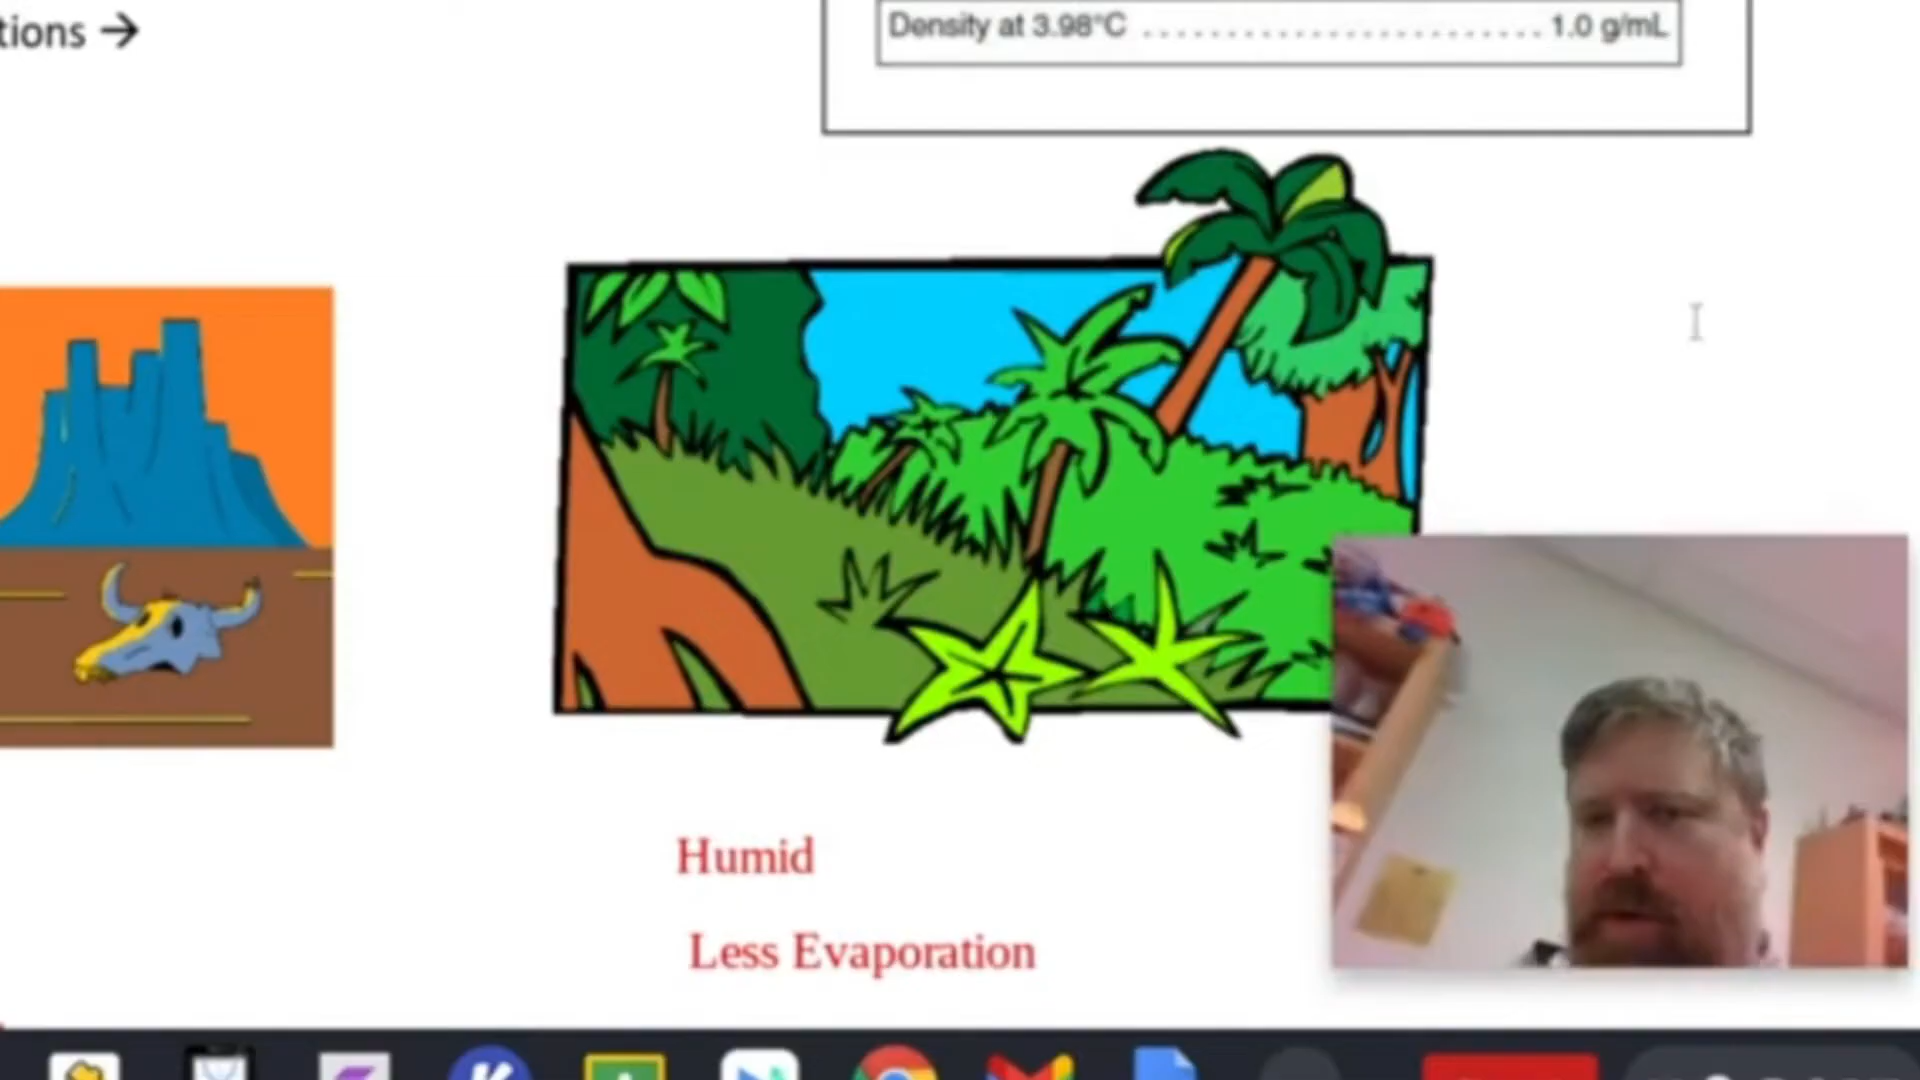 tions →
Density at 3.98°C ........................ 1.0 g/mL
Humid
Less Evaporation